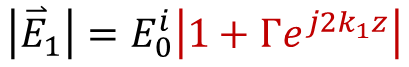 |E⃗₁| = E₀ⁱ|1 + Γe^{j2k₁z}|